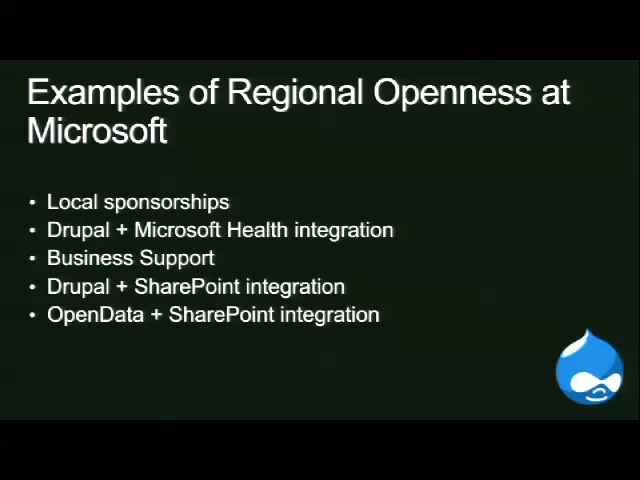 Examples of Regional Openness at
Microsoft
• Local sponsorships
• Drupal + Microsoft Health integration
• Business Support
• Drupal + SharePoint integration
• OpenData + SharePoint integration